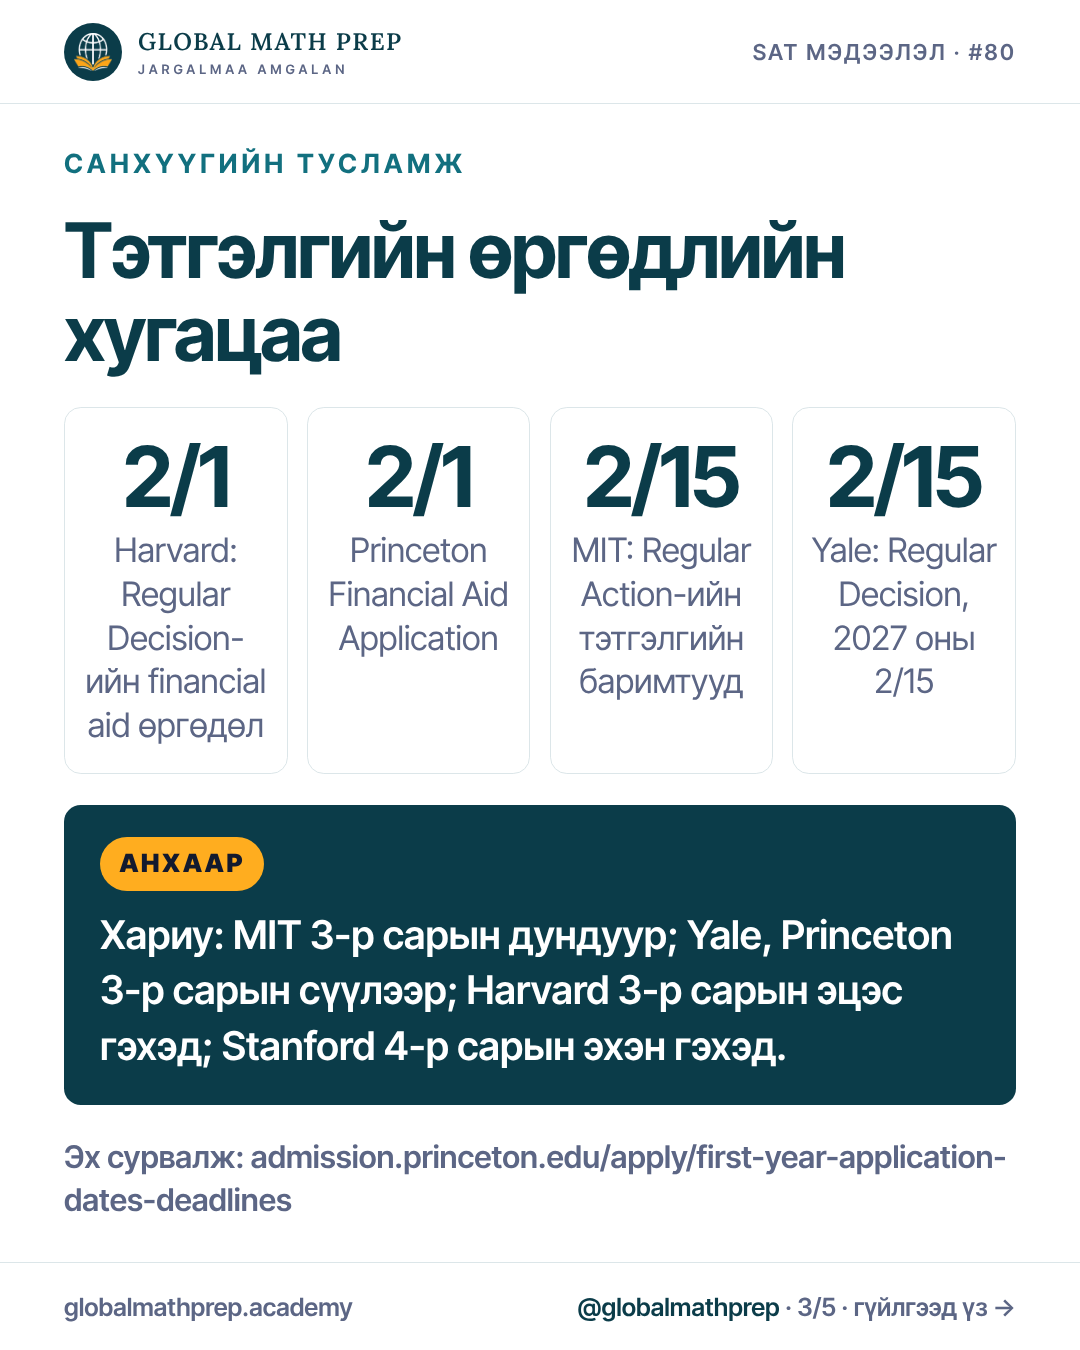 GLOBAL MATH PREP
JARGALMAA AMGALAN
SAT МЭДЭЭЛЭЛ · #80
САНХҮҮГИЙН ТУСЛАМЖ
Тэтгэлгийн өргөдлийн
хугацаа
2/1
Harvard:
Regular
Decision-
ийн financial
aid өргөдөл
2/1
Princeton
Financial Aid
Application
2/15
MIT: Regular
Action-ийн
тэтгэлгийн
баримтууд
2/15
Yale: Regular
Decision,
2027 оны
2/15
АНХААР
Хариу: MIT 3-р сарын дундуур; Yale, Princeton
3-р сарын сүүлээр; Harvard 3-р сарын эцэс
гэхэд; Stanford 4-р сарын эхэн гэхэд.
Эх сурвалж: admission.princeton.edu/apply/first-year-application-
dates-deadlines
globalmathprep.academy
@globalmathprep · 3/5 · гүйлгээд үз →